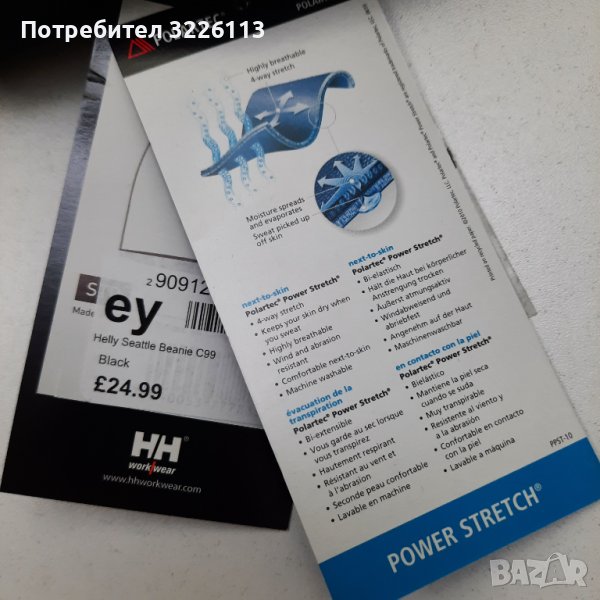 Потребител 3226113
POLARTEC®
Highly breathable
4-way stretch
Moisture spreads
and evaporates
Sweat picked up
off skin
next-to-skin
Polartec® Power Stretch®
• 4-way stretch
• Keeps your skin dry when
you sweat
• Highly breathable
• Wind and abrasion
resistant
• Comfortable next-to-skin
• Machine washable
évacuation de la
transpiration
Polartec® Power Stretch®
• Bi-extensible
• Vous garde au sec lorsque
vous transpirez
• Hautement respirant
• Résistant au vent et
à l'abrasion
• Seconde peau confortable
• Lavable en machine
next-to-skin
Polartec® Power Stretch®
• Bi-elastisch
• Hält die Haut bei körperlicher
Anstrengung trocken
• Äußerst atmungsaktiv
• Windabweisend und
abriebfest
• Angenehm auf der Haut
• Maschinenwaschbar
en contacto con la piel
Polartec® Power Stretch®
• Bielástico
• Mantiene la piel seca
cuando se suda
• Muy transpirable
• Resistente al viento y
a la abrasión
• Confortable en contacto
con la piel
• Lavable a máquina
PPST-10
POWER STRETCH®
2 90912
S
Made
ey
Helly Seattle Beanie C99
Black
£24.99
HH
workwear
www.hhworkwear.com
BAZAR